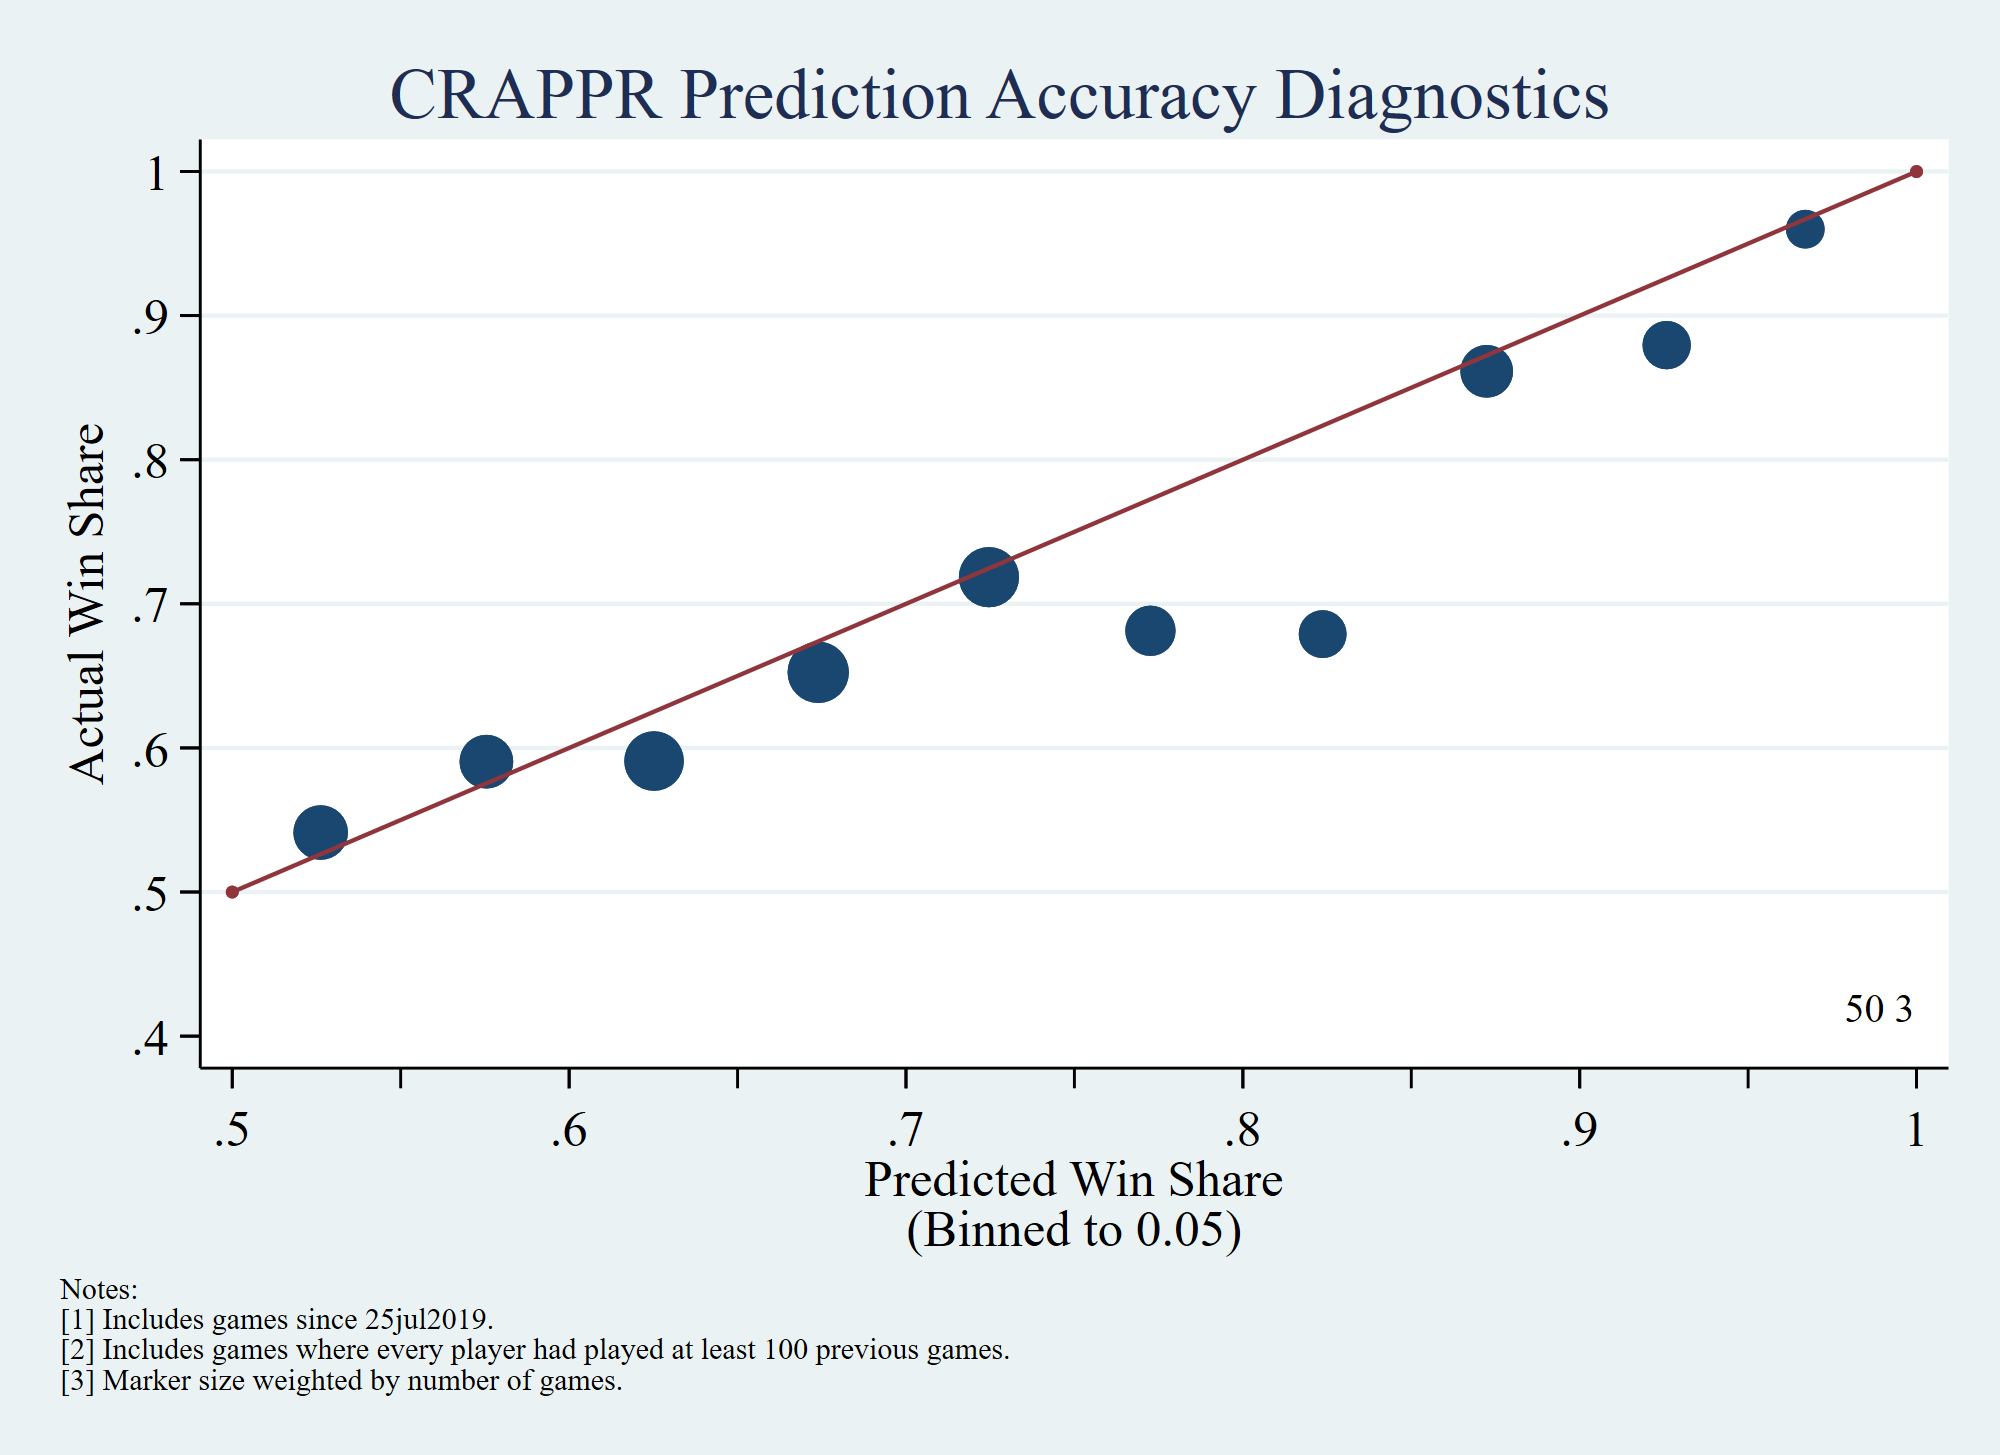 CRAPPR Prediction Accuracy Diagnostics
1
.9
.8
.7
.6
.5
.4
Actual Win Share
50 3
.5 .6 .7 .8 .9 1
Predicted Win Share
(Binned to 0.05)
Notes:
[1] Includes games since 25jul2019.
[2] Includes games where every player had played at least 100 previous games.
[3] Marker size weighted by number of games.